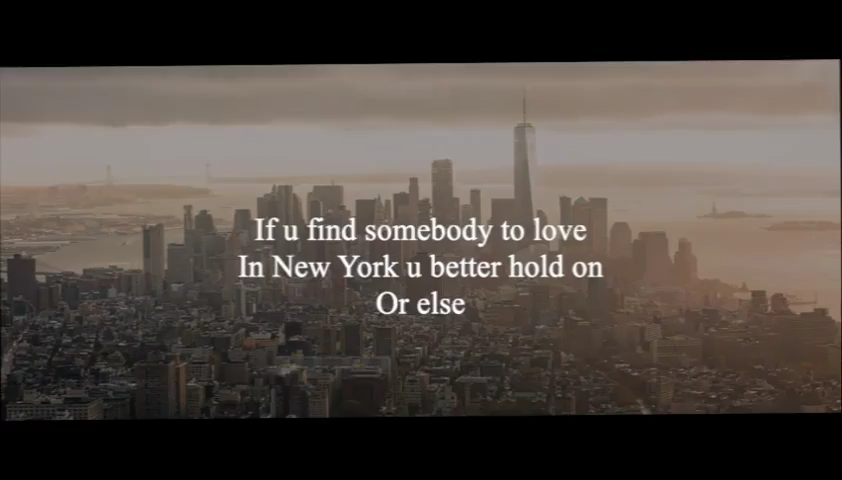 If u find somebody to love
In New York u better hold on
Or else